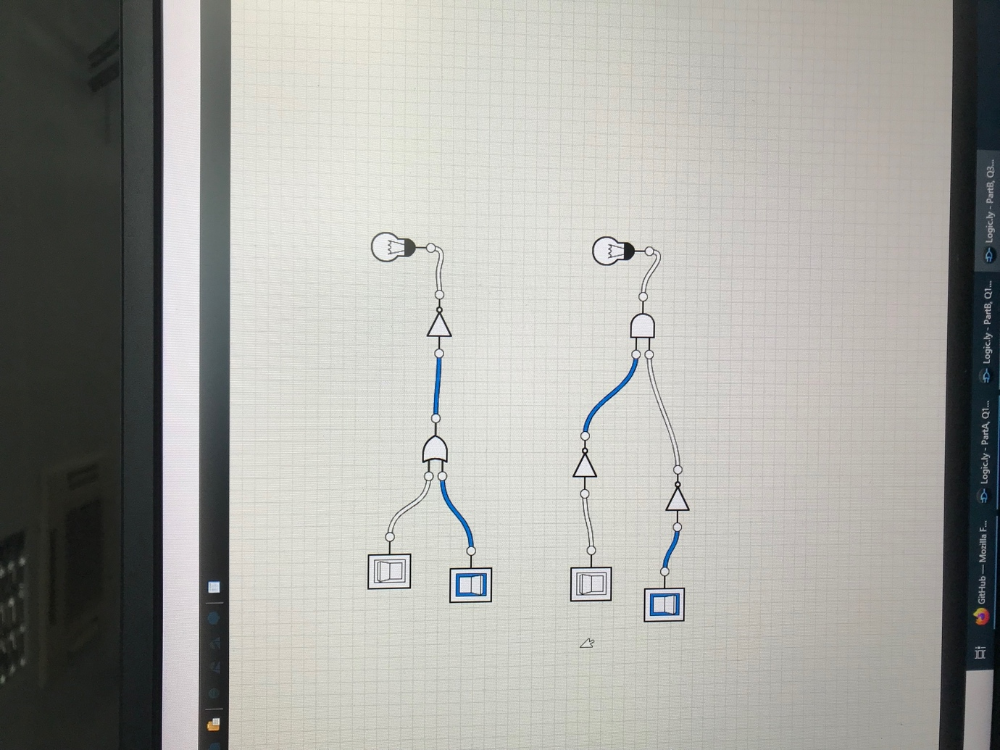 GitHub — Mozilla F...
Logic.ly - PartA, Q1...
Logic.ly - PartB, Q1...
Logic.ly - PartB, Q3...